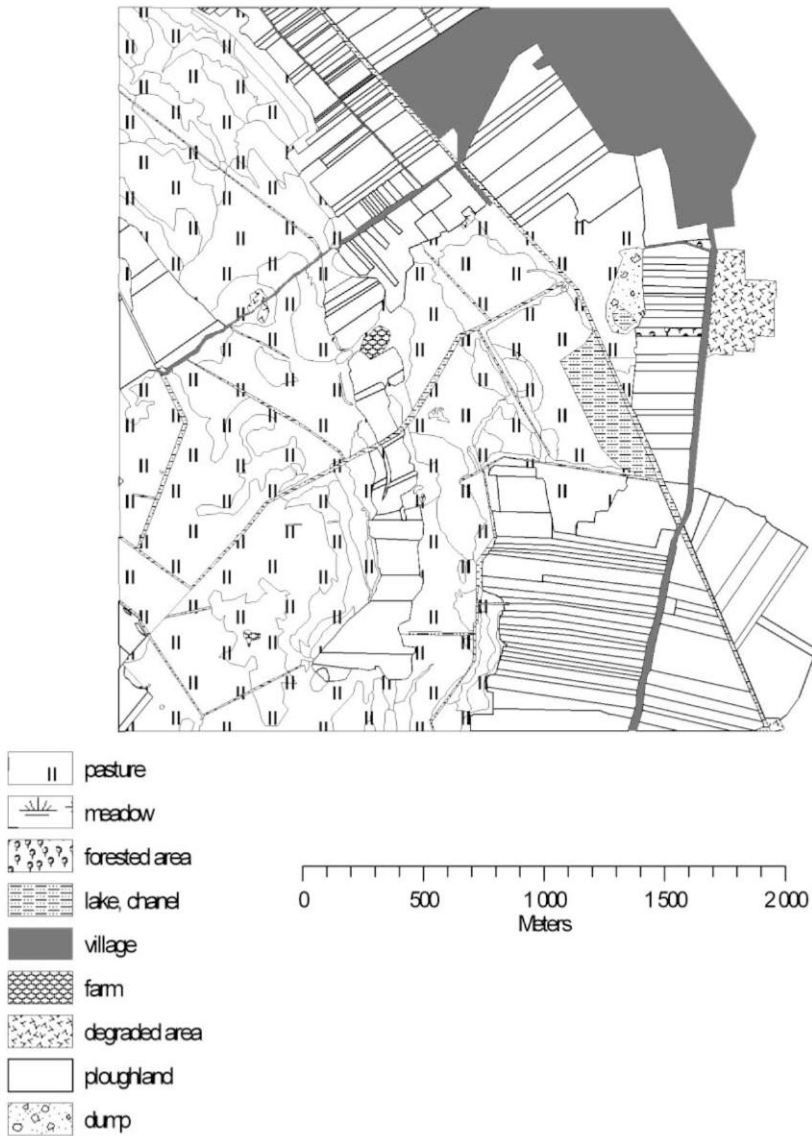 pasture
meadow
forested area
lake, chanel
village
farm
degraded area
ploughland
dump
0 500 1 000 1 500 2 000
Meters